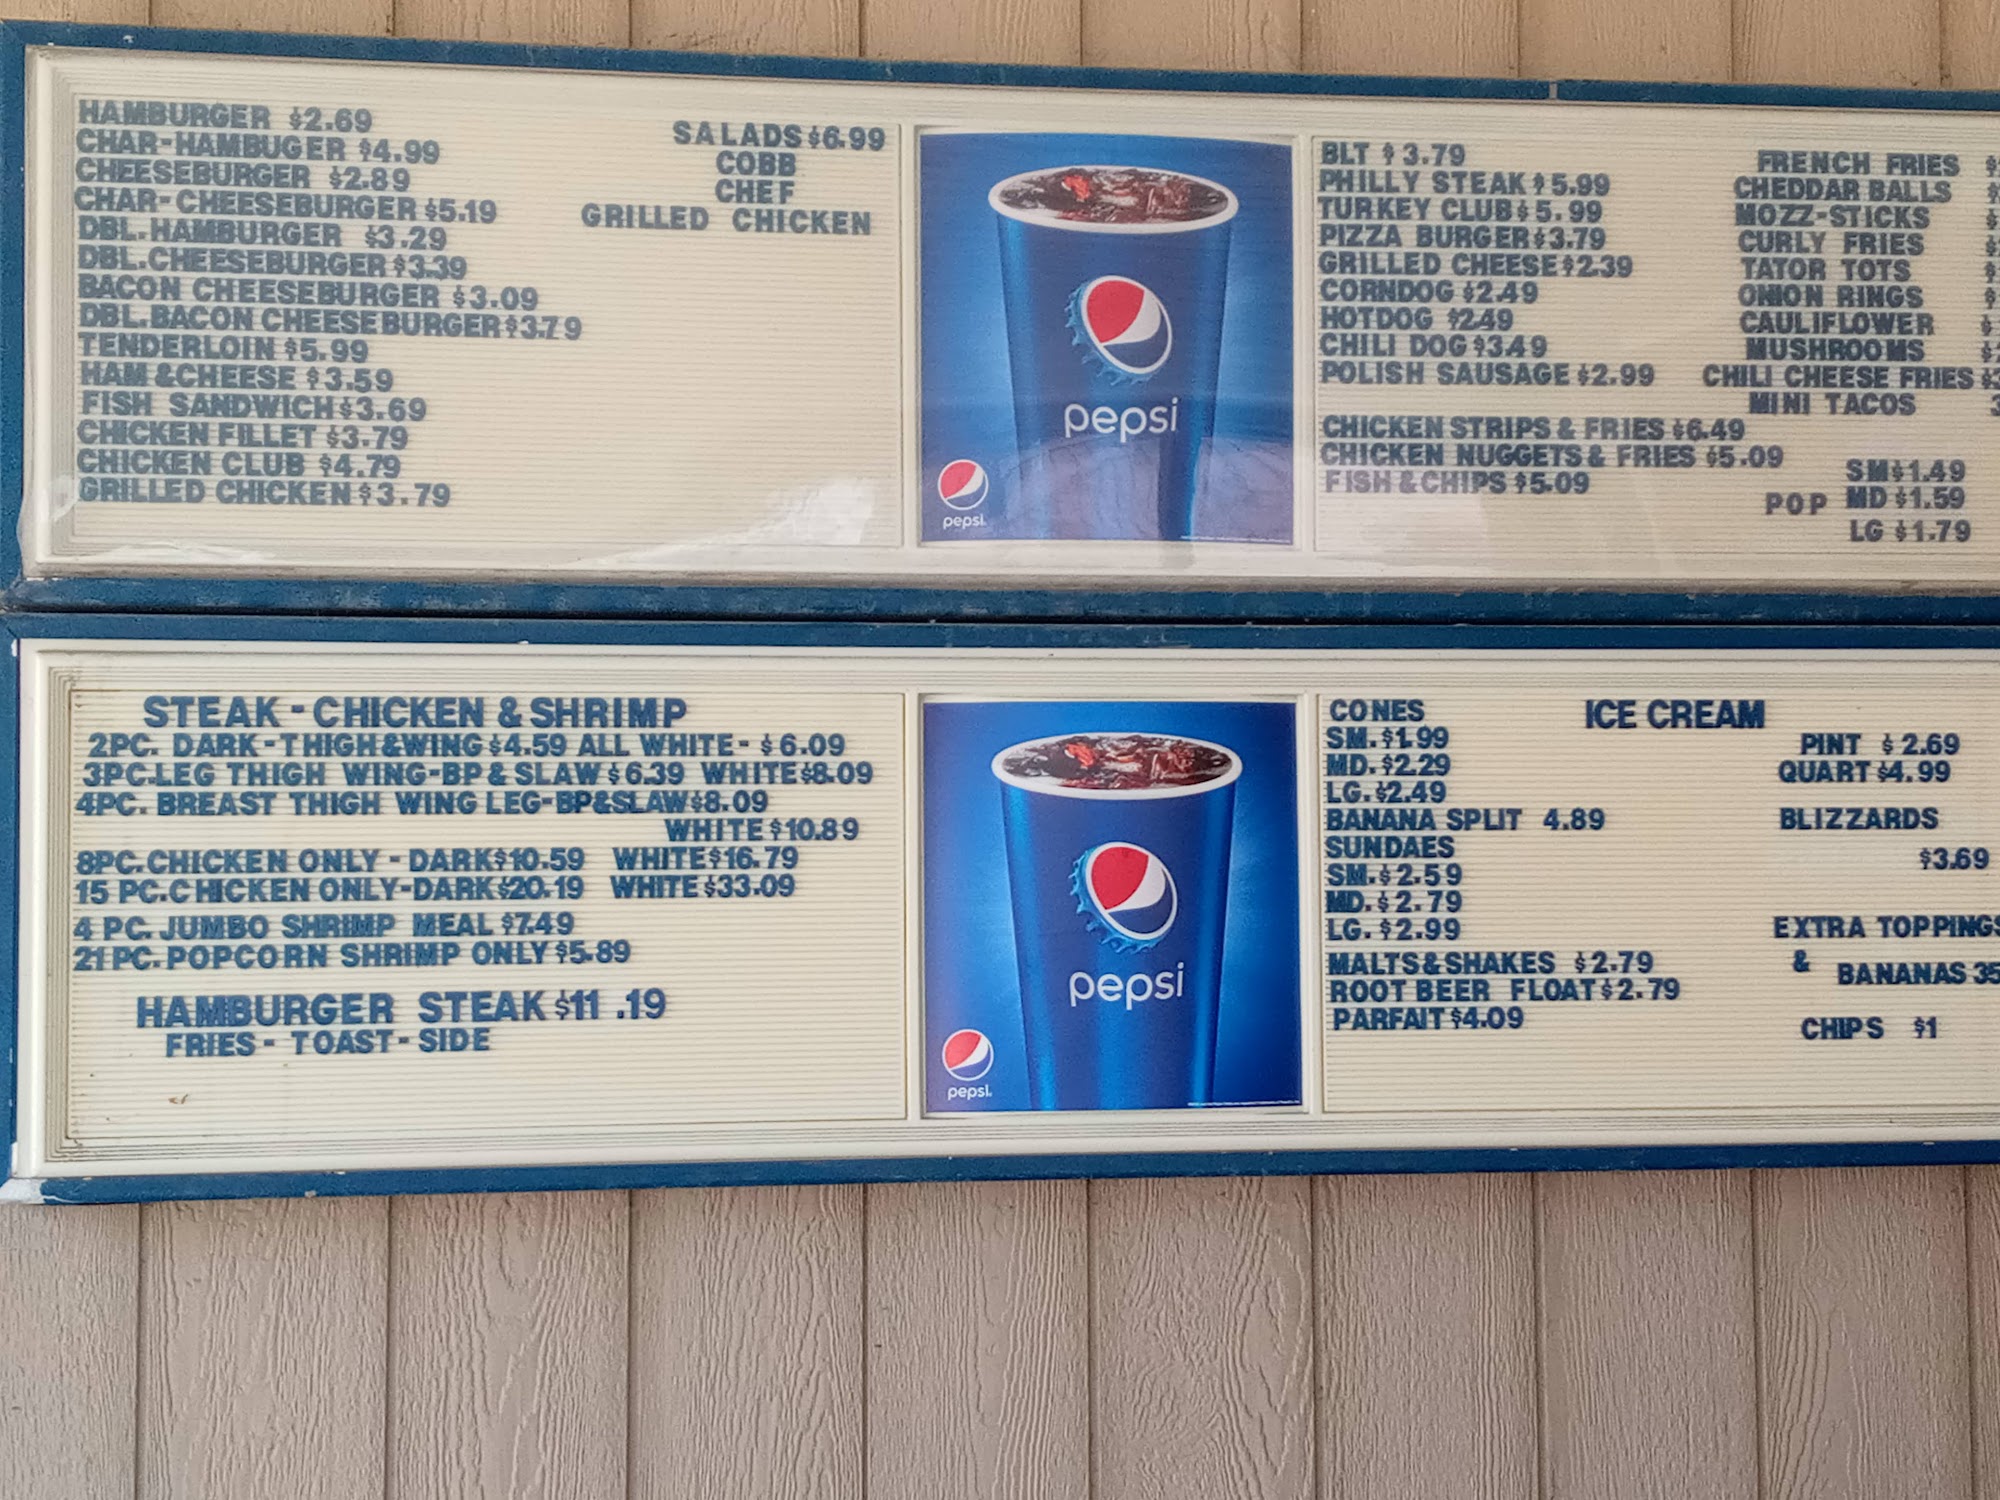 HAMBURGER $2.69
CHAR-HAMBUGER $4.99
CHEESEBURGER $2.89
CHAR-CHEESEBURGER $5.19
DBL.HAMBURGER $3.29
DBL.CHEESEBURGER $3.39
BACON CHEESEBURGER $3.09
DBL.BACON CHEESEBURGER $3.79
TENDERLOIN $5.99
HAM & CHEESE $3.59
FISH SANDWICH $3.69
CHICKEN FILLET $3.79
CHICKEN CLUB $4.79
GRILLED CHICKEN $3.79
SALADS $6.99
COBB
CHEF
GRILLED CHICKEN
pepsi
pepsi
BLT $3.79
PHILLY STEAK $5.99
TURKEY CLUB $5.99
PIZZA BURGER $3.79
GRILLED CHEESE $2.39
CORNDOG $2.49
HOTDOG $2.49
CHILI DOG $3.49
POLISH SAUSAGE $2.99
CHICKEN STRIPS & FRIES $6.49
CHICKEN NUGGETS & FRIES $5.09
FISH & CHIPS $5.09
FRENCH FRIES
CHEDDAR BALLS
MOZZ-STICKS
CURLY FRIES
TATOR TOTS
ONION RINGS
CAULIFLOWER
MUSHROOMS
CHILI CHEESE FRIES
MINI TACOS
SM $1.49
POP MD $1.59
LG $1.79
STEAK - CHICKEN & SHRIMP
2PC. DARK-THIGH&WING $4.59 ALL WHITE- $6.09
3PC-LEG THIGH WING-BP & SLAW $6.39 WHITE $8.09
4PC. BREAST THIGH WING LEG-BP&SLAW $8.09
WHITE $10.89
8PC.CHICKEN ONLY - DARK $10.59 WHITE $16.79
15 PC.CHICKEN ONLY-DARK $20.19 WHITE $33.09
4 PC. JUMBO SHRIMP MEAL $7.49
21 PC.POPCORN SHRIMP ONLY $5.89
HAMBURGER STEAK $11.19
FRIES - TOAST - SIDE
pepsi
pepsi
CONES
SM. $1.99
MD. $2.29
LG. $2.49
BANANA SPLIT 4.89
SUNDAES
SM. $2.59
MD. $2.79
LG. $2.99
MALTS&SHAKES $2.79
ROOT BEER FLOAT $2.79
PARFAIT $4.09
ICE CREAM
PINT $2.69
QUART $4.99
BLIZZARDS
$3.69
EXTRA TOPPINGS
& BANANAS 35
CHIPS $1